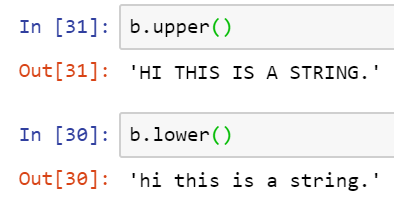 In [31]: b.upper()
Out[31]: 'HI THIS IS A STRING.'
In [30]: b.lower()
Out[30]: 'hi this is a string.'